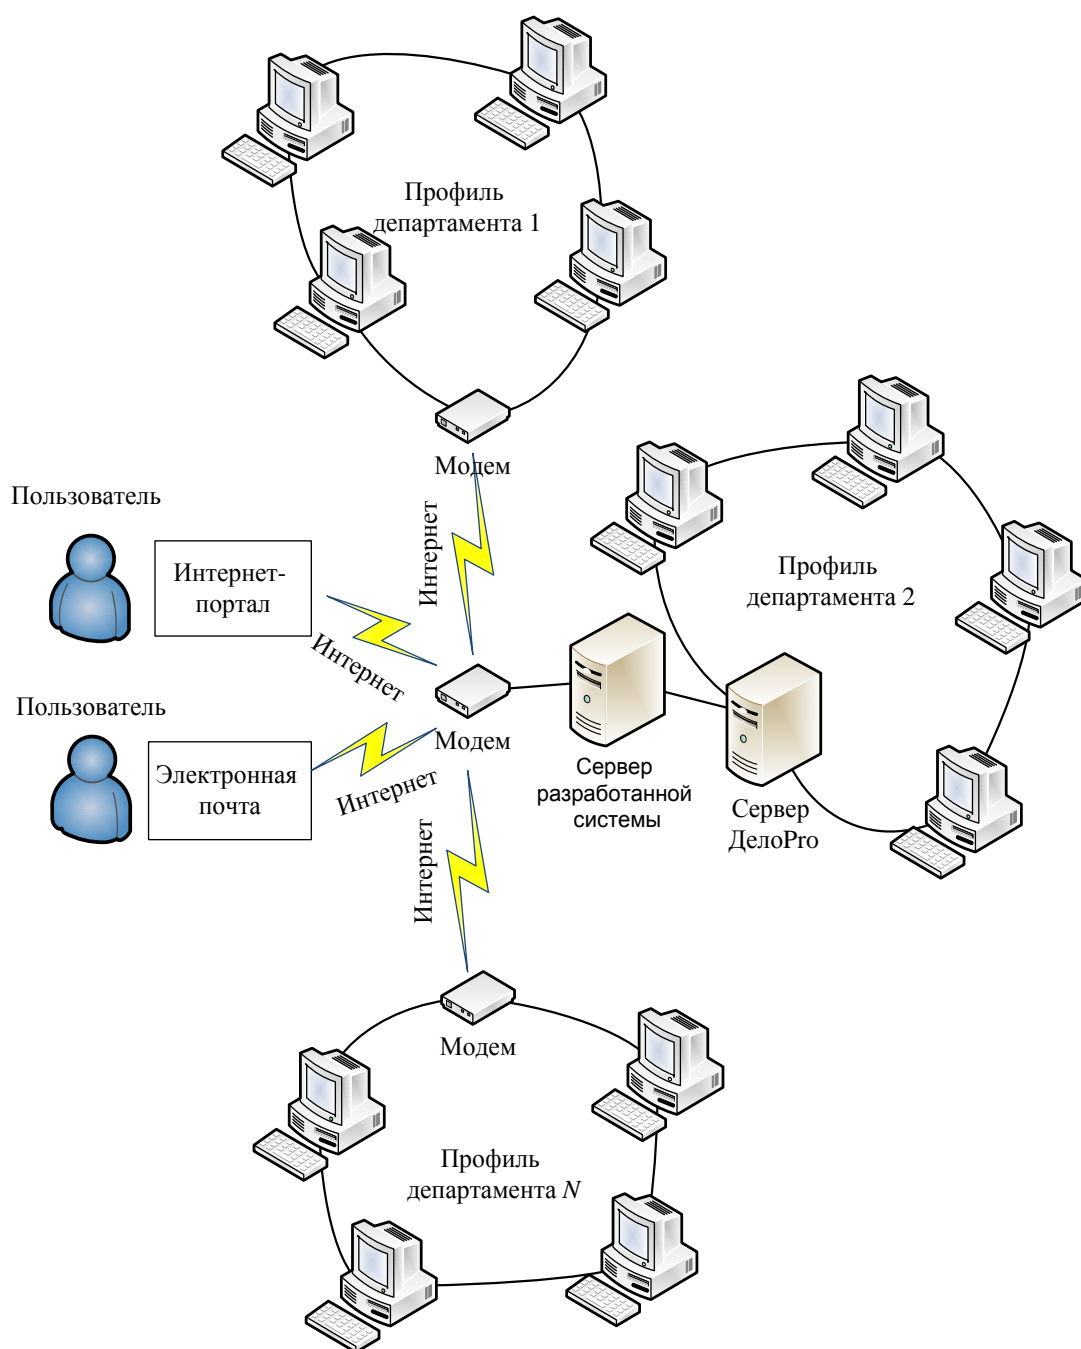 Профиль
департамента 1
Модем
Интернет
Пользователь
Интернет-
портал
Интернет
Профиль
департамента 2
Пользователь
Электронная
почта
Интернет
Модем
Сервер
разработанной
системы
Сервер
ДелоPro
Интернет
Модем
Профиль
департамента N